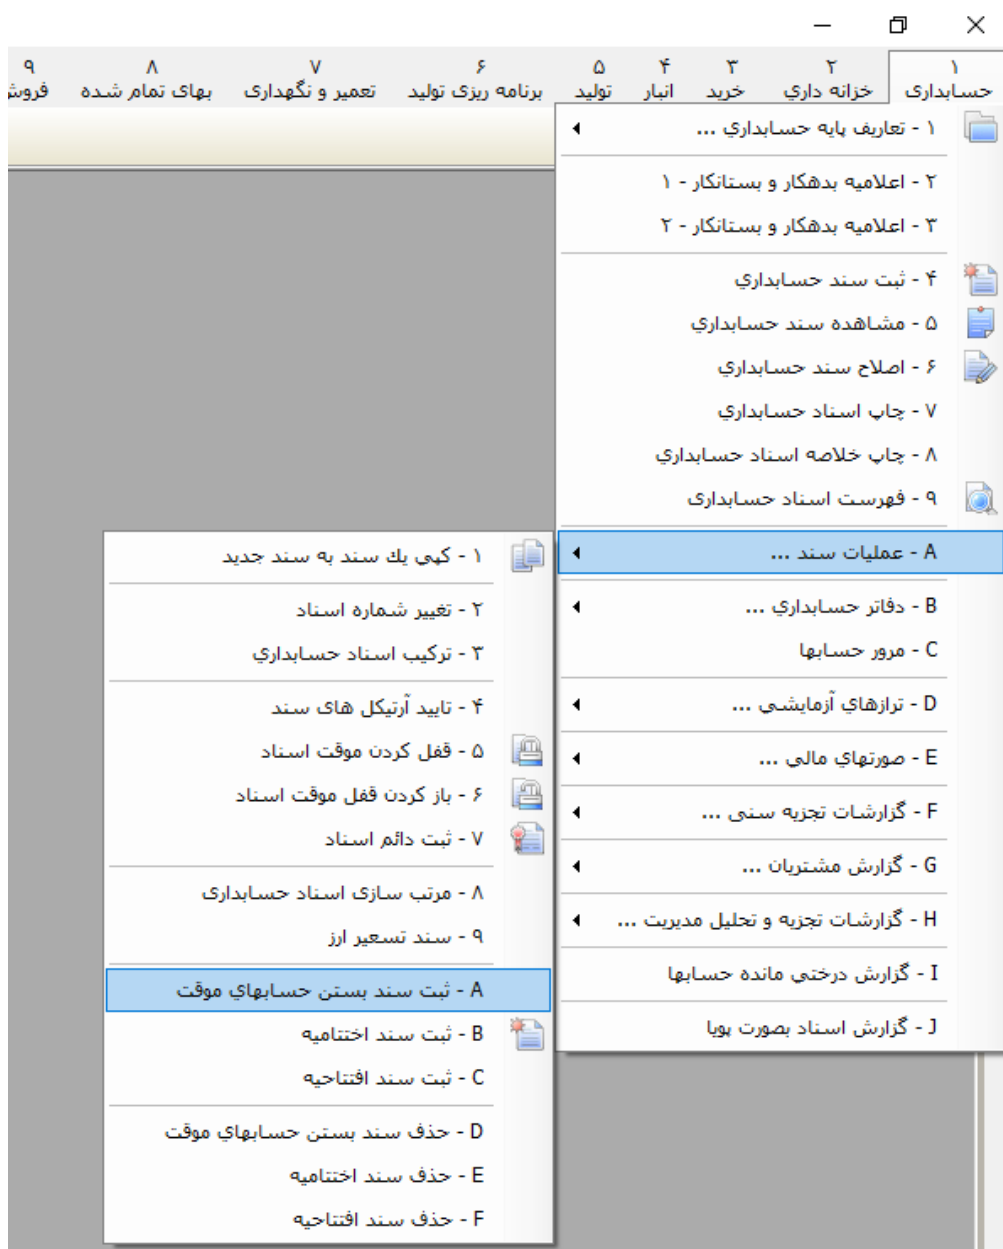 ۱
حسابداری
۲
خزانه داري
۳
خرید
۴
انبار
۵
تولید
۶
برنامه ریزی تولید
۷
تعمیر و نگهداری
۸
بهای تمام شده
۹
فروش
۱ - تعاریف پایه حسابداري ...
۲ - اعلامیه بدهکار و بستانکار - ۱
۳ - اعلامیه بدهکار و بستانکار - ۲
۴ - ثبت سند حسابداري
۵ - مشاهده سند حسابداري
۶ - اصلاح سند حسابداري
۷ - چاپ اسناد حسابداري
۸ - چاپ خلاصه اسناد حسابداري
۹ - فهرست اسناد حسابداری
A - عملیات سند ...
B - دفاتر حسابداري ...
C - مرور حسابها
D - ترازهاي آزمایشي ...
E - صورتهاي مالي ...
F - گزارشات تجزیه سنی ...
G - گزارش مشتریان ...
H - گزارشات تجزیه و تحلیل مدیریت ...
I - گزارش درختي مانده حسابها
J - گزارش اسناد بصورت پویا
۱ - کپي یك سند به سند جدید
۲ - تغییر شماره اسناد
۳ - ترکیب اسناد حسابداري
۴ - تایید آرتیکل های سند
۵ - قفل کردن موقت اسناد
۶ - باز کردن قفل موقت اسناد
۷ - ثبت دائم اسناد
۸ - مرتب سازی اسناد حسابداری
۹ - سند تسعیر ارز
A - ثبت سند بستن حسابهاي موقت
B - ثبت سند اختتامیه
C - ثبت سند افتتاحیه
D - حذف سند بستن حسابهاي موقت
E - حذف سند اختتامیه
F - حذف سند افتتاحیه